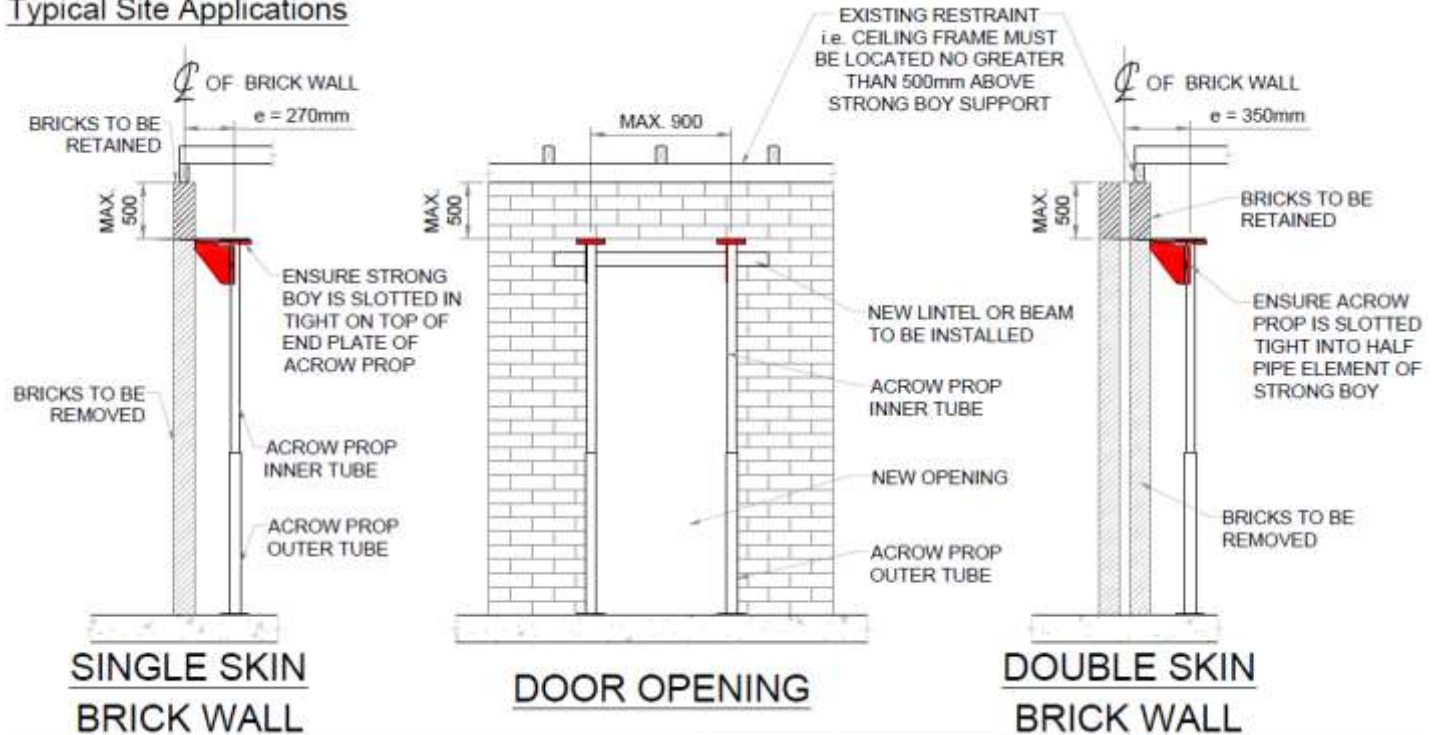 Typical Site Applications
℄ OF BRICK WALL
e = 270mm
BRICKS TO BE
RETAINED
MAX.
500
ENSURE STRONG
BOY IS SLOTTED IN
TIGHT ON TOP OF
END PLATE OF
ACROW PROP
BRICKS TO BE
REMOVED
ACROW PROP
INNER TUBE
ACROW PROP
OUTER TUBE
SINGLE SKIN
BRICK WALL
EXISTING RESTRAINT
i.e. CEILING FRAME MUST
BE LOCATED NO GREATER
THAN 500mm ABOVE
STRONG BOY SUPPORT
MAX. 900
MAX.
500
NEW LINTEL OR BEAM
TO BE INSTALLED
ACROW PROP
INNER TUBE
NEW OPENING
ACROW PROP
OUTER TUBE
DOOR OPENING
℄ OF BRICK WALL
e = 350mm
MAX.
500
BRICKS TO BE
RETAINED
ENSURE ACROW
PROP IS SLOTTED
TIGHT INTO HALF
PIPE ELEMENT OF
STRONG BOY
BRICKS TO BE
REMOVED
DOUBLE SKIN
BRICK WALL